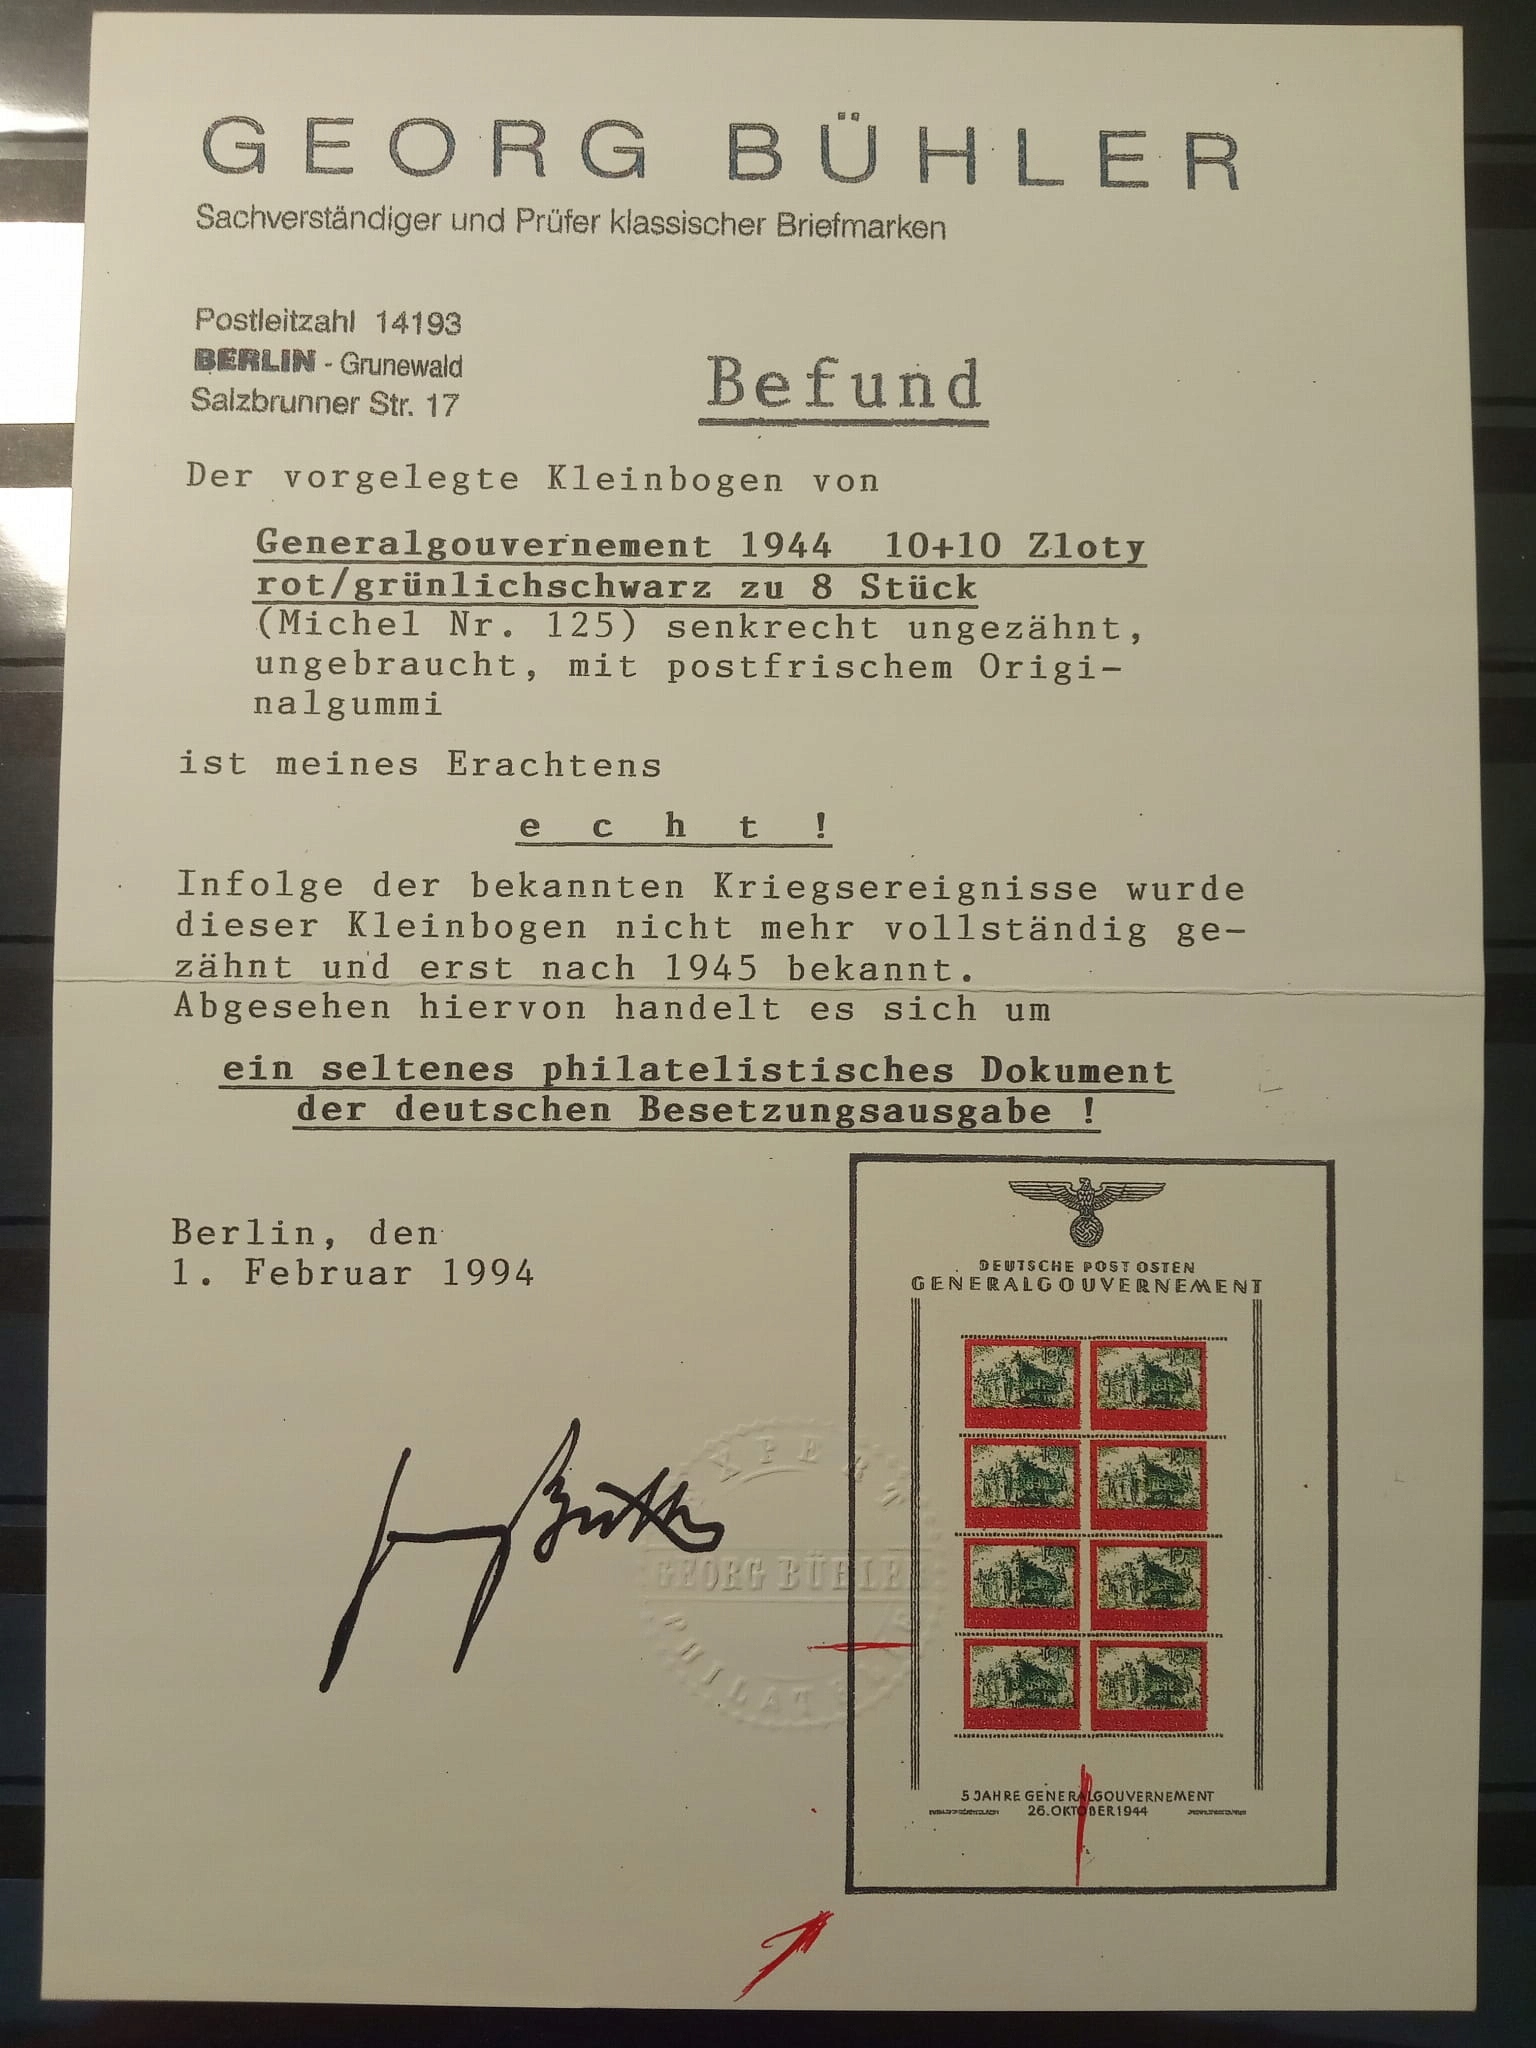 GEORG BÜHLER
Sachverständiger und Prüfer klassischer Briefmarken
Postleitzahl 14193
BERLIN - Grunewald
Salzbrunner Str. 17
Befund
Der vorgelegte Kleinbogen von
Generalgouvernement 1944 10+10 Zloty
rot/grünlichschwarz zu 8 Stück
(Michel Nr. 125) senkrecht ungezähnt,
ungebraucht, mit postfrischem Origi-
nalgummi
ist meines Erachtens
e c h t !
Infolge der bekannten Kriegsereignisse wurde
dieser Kleinbogen nicht mehr vollständig ge-
zähnt und erst nach 1945 bekannt.
Abgesehen hiervon handelt es sich um
ein seltenes philatelistisches Dokument
der deutschen Besetzungsausgabe !
Berlin, den
1. Februar 1994
DEUTSCHE POST OSTEN
GENERALGOUVERNEMENT
5 JAHRE GENERALGOUVERNEMENT
26. OKTOBER 1944
EXPERT
GEORG BÜHLER